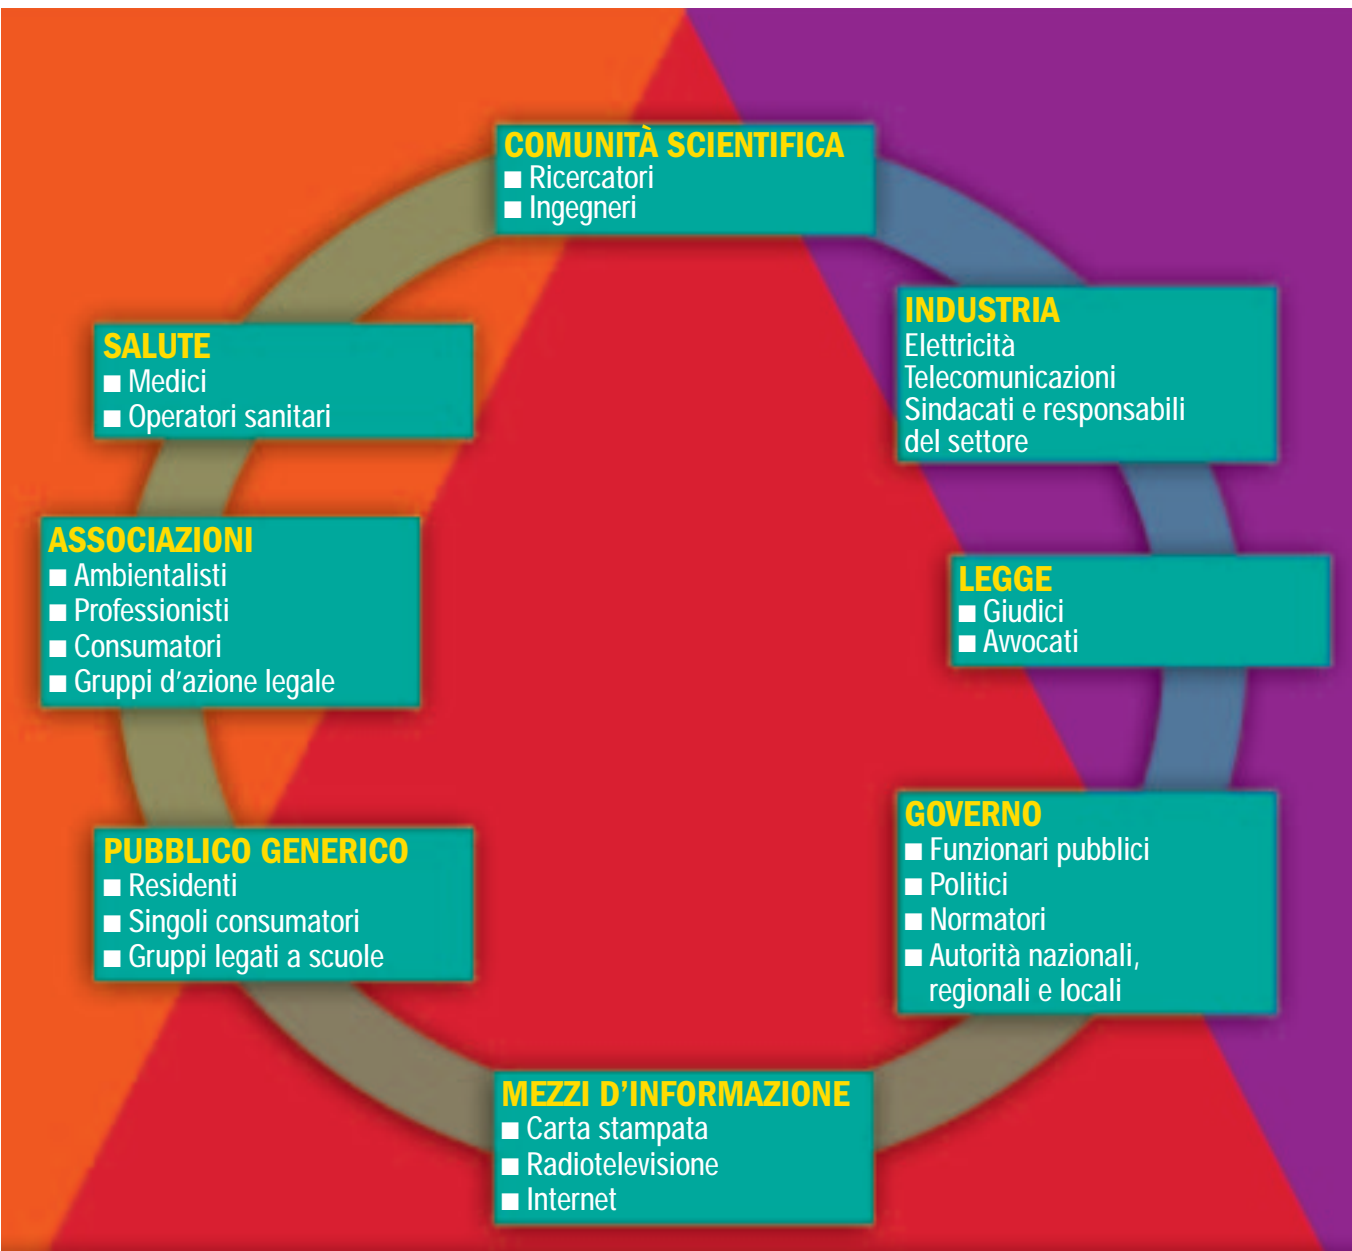 COMUNITÀ SCIENTIFICA
■ Ricercatori
■ Ingegneri
INDUSTRIA
Elettricità
Telecomunicazioni
Sindacati e responsabili
del settore
LEGGE
■ Giudici
■ Avvocati
GOVERNO
■ Funzionari pubblici
■ Politici
■ Normatori
■ Autorità nazionali,
regionali e locali
MEZZI D’INFORMAZIONE
■ Carta stampata
■ Radiotelevisione
■ Internet
PUBBLICO GENERICO
■ Residenti
■ Singoli consumatori
■ Gruppi legati a scuole
ASSOCIAZIONI
■ Ambientalisti
■ Professionisti
■ Consumatori
■ Gruppi d’azione legale
SALUTE
■ Medici
■ Operatori sanitari